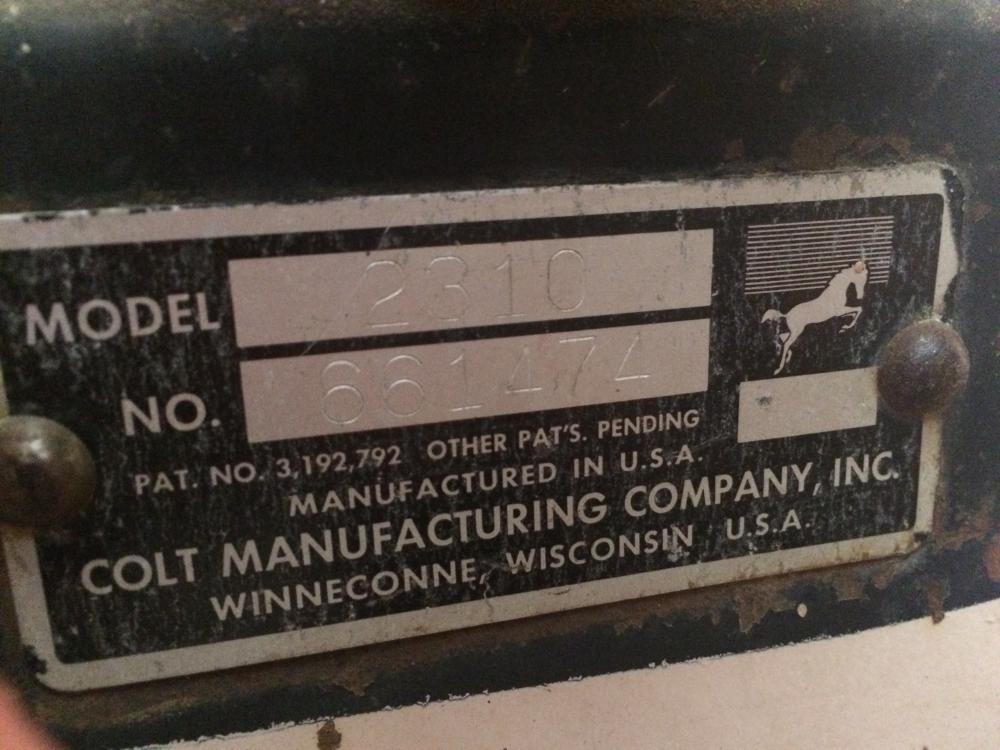 MODEL 2310
NO. 661474
PAT. NO. 3,192,792 OTHER PAT'S. PENDING
MANUFACTURED IN U.S.A.
COLT MANUFACTURING COMPANY, INC.
WINNECONNE, WISCONSIN U.S.A.